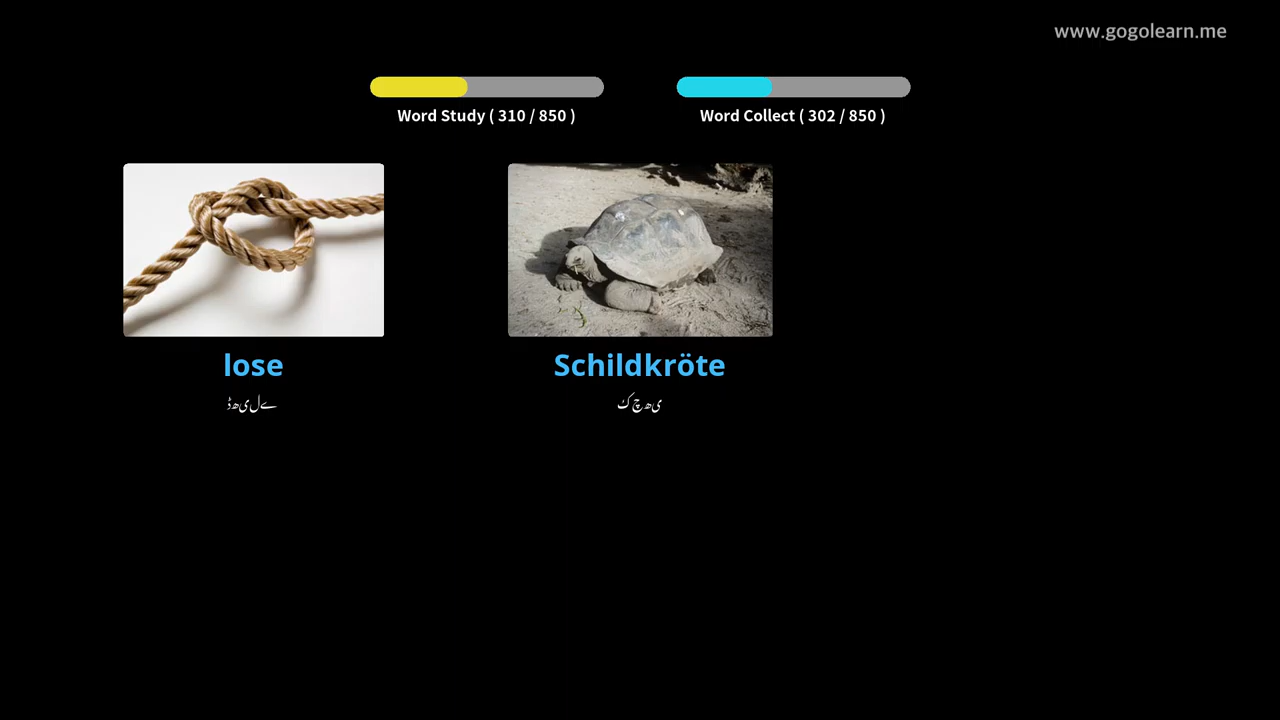 www.gogolearn.me
Word Study ( 310 / 850 )
Word Collect ( 302 / 850 )
lose
ڈھیلے
Schildkröte
کچھی